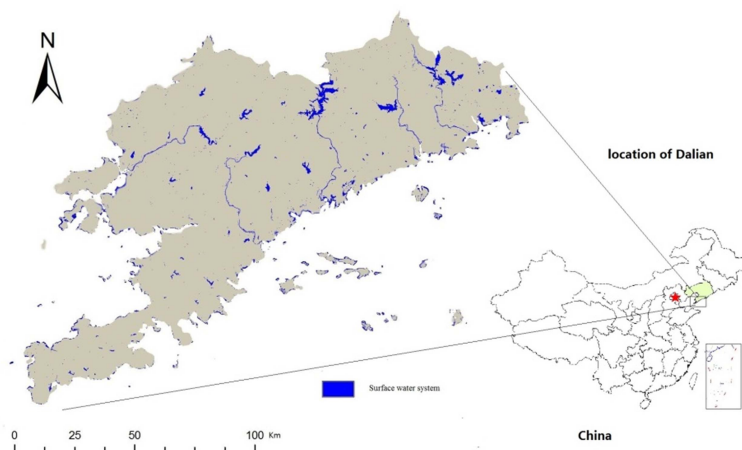 N
location of Dalian
Surface water system
0 25 50 100 Km
China